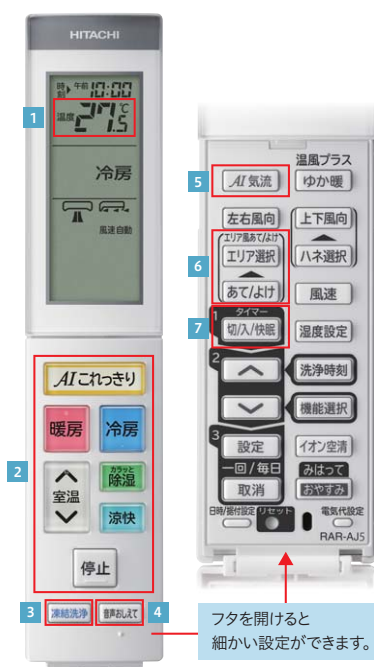 HITACHI
時刻 午前 10:00
1
温度 27.5℃
冷房
風速自動
2
AIこれっきり
暖房
冷房
室温
カラッと
除湿
涼快
停止
3
凍結洗浄
音声おしえて
4
温風プラス
5
AI気流
ゆか暖
左右風向
上下風向
エリア風あて/よけ
6
エリア選択
ハネ選択
あて/よけ
風速
1
タイマー
7
切/入/快眠
湿度設定
2
洗浄時刻
機能選択
3
設定
イオン空清
一回/毎日
みはって
取消
おやすみ
日時/据付設定
リセット
電気代設定
RAR-AJ5
フタを開けると
細かい設定ができます。